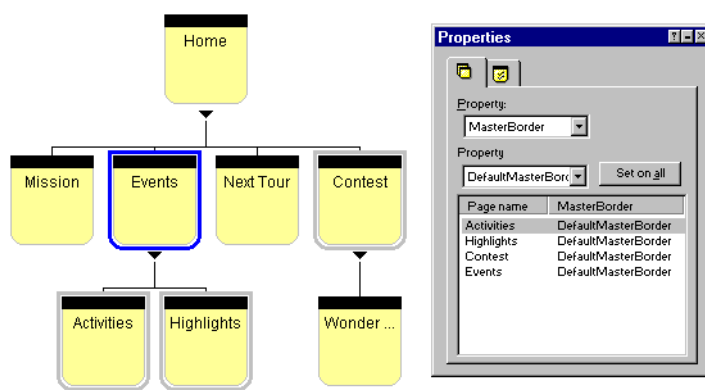 Home
Mission
Events
Next Tour
Contest
Activities
Highlights
Wonder ...
Properties
Property:
MasterBorder
Property
DefaultMasterBorc
Set on all
Page name MasterBorder
Activities DefaultMasterBorder
Highlights DefaultMasterBorder
Contest DefaultMasterBorder
Events DefaultMasterBorder